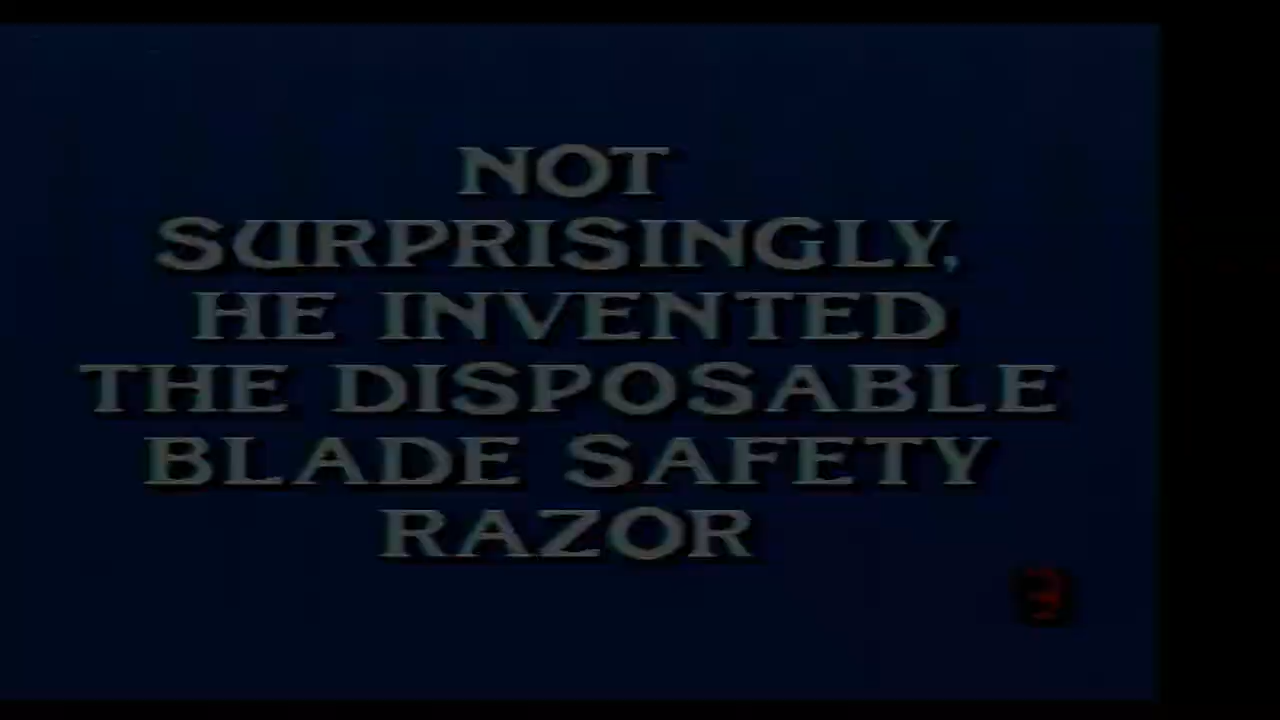 NOT
SURPRISINGLY,
HE INVENTED
THE DISPOSABLE
BLADE SAFETY
RAZOR